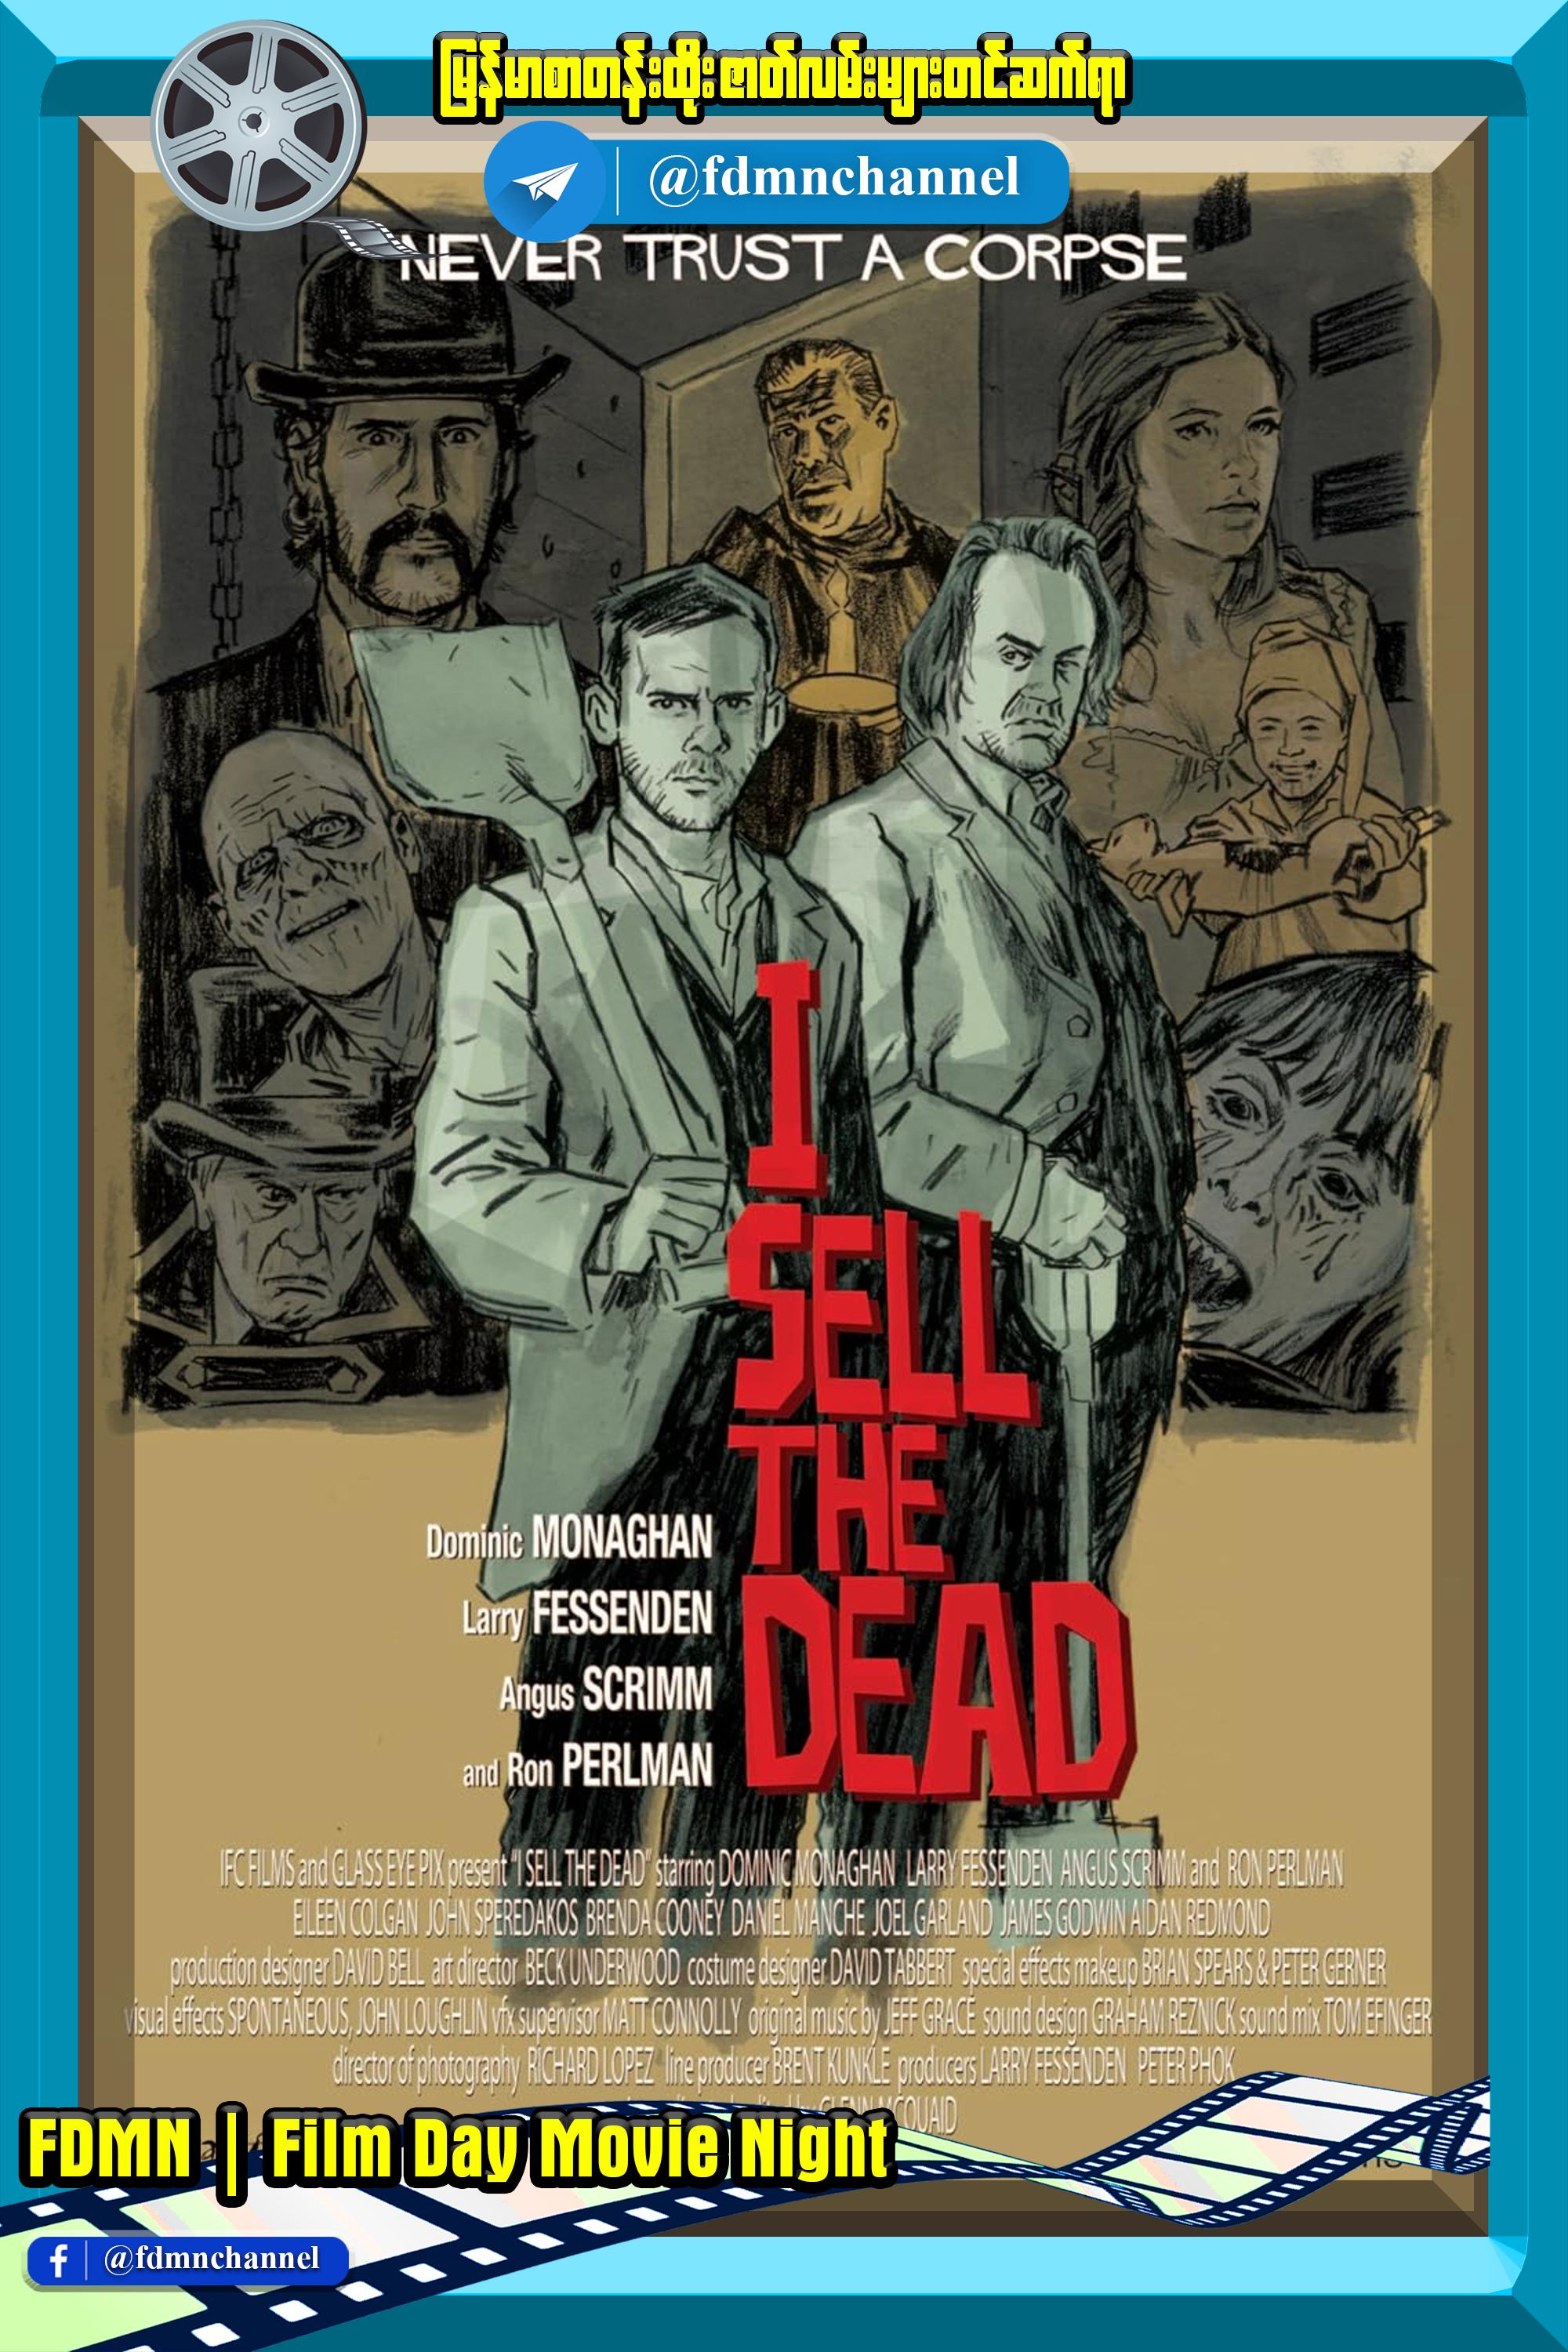 မြန်မာစာတန်းထိုးဇာတ်လမ်းများတင်ဆက်ရာ
@fdmnchannel
NEVER TRUST A CORPSE
I
SELL
THE
DEAD
Dominic MONAGHAN
Larry FESSENDEN
Angus SCRIMM
and Ron PERLMAN
IFC FILMS and GLASS EYE PIX present "I SELL THE DEAD" starring DOMINIC MONAGHAN LARRY FESSENDEN ANGUS SCRIMM and RON PERLMAN
EILEEN COLGAN JOHN SPEREDAKOS BRENDA COONEY DANIEL MANCHE JOEL GARLAND JAMES GODWIN AIDAN REDMOND
production designer DAVID BELL art director BECK UNDERWOOD costume designer DAVID TABBERT special effects makeup BRIAN SPEARS & PETER GERNER
visual effects SPONTANEOUS, JOHN LOUGHLIN vfx supervisor MATT CONNOLLY original music by JEFF GRACE sound design GRAHAM REZNICK sound mix TOM EFINGER
director of photography RICHARD LOPEZ line producer BRENT KUNKLE producers LARRY FESSENDEN PETER PHOK
GLENN MCQUAID
FDMN | Film Day Movie Night
@fdmnchannel